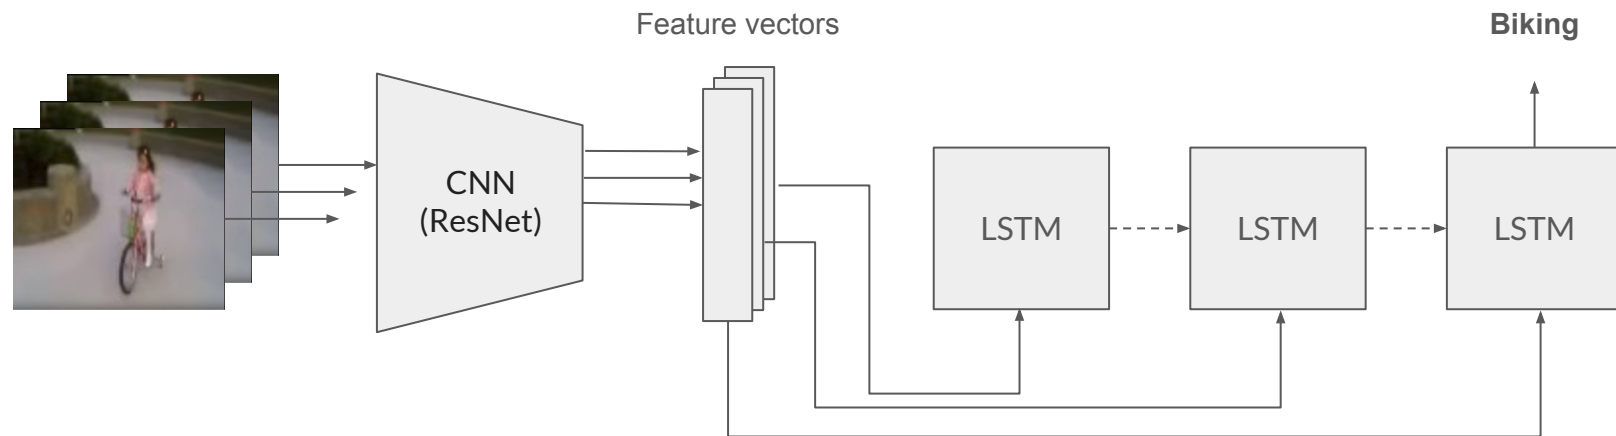 Feature vectors
Biking
CNN
(ResNet)
LSTM
LSTM
LSTM